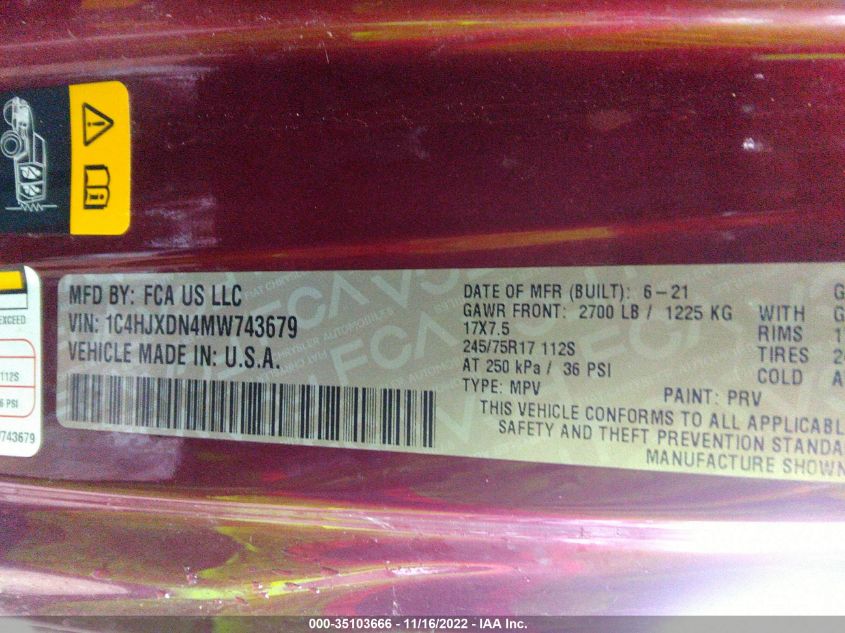 MFD BY: FCA US LLC
VIN: 1C4HJXDN4MW743679
VEHICLE MADE IN: U.S.A.
DATE OF MFR (BUILT): 6-21
GAWR FRONT: 2700 LB / 1225 KG WITH
17X7.5 RIMS
245/75R17 112S TIRES
AT 250 kPa / 36 PSI COLD
TYPE: MPV PAINT: PRV
THIS VEHICLE CONFORMS TO ALL APPLICABL
SAFETY AND THEFT PREVENTION STANDA
MANUFACTURE SHOWN
EXCEED
112S
6 PSI
743679
000-35103666 - 11/16/2022 - IAA Inc.